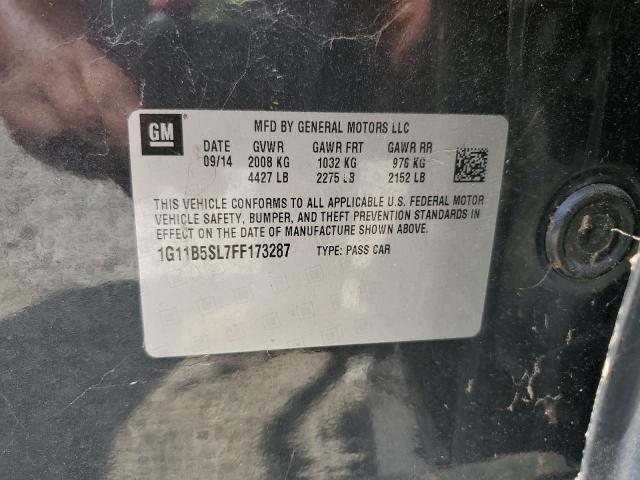 GM
MFD BY GENERAL MOTORS LLC
DATE GVWR GAWR FRT GAWR RR
09/14 2008 KG 1032 KG 976 KG
4427 LB 2275 LB 2152 LB
THIS VEHICLE CONFORMS TO ALL APPLICABLE U.S. FEDERAL MOTOR
VEHICLE SAFETY, BUMPER, AND THEFT PREVENTION STANDARDS IN
EFFECT ON THE DATE OF MANUFACTURE SHOWN ABOVE.
1G11B5SL7FF173287 TYPE: PASS CAR